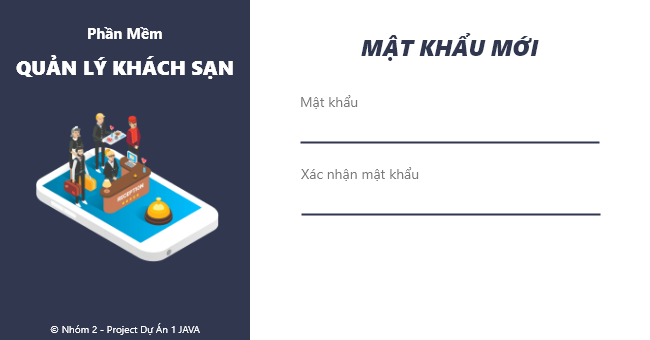 Phần Mềm
QUẢN LÝ KHÁCH SẠN
RECEPTION
© Nhóm 2 - Project Dự Án 1 JAVA
MẬT KHẨU MỚI
Mật khẩu
Xác nhận mật khẩu